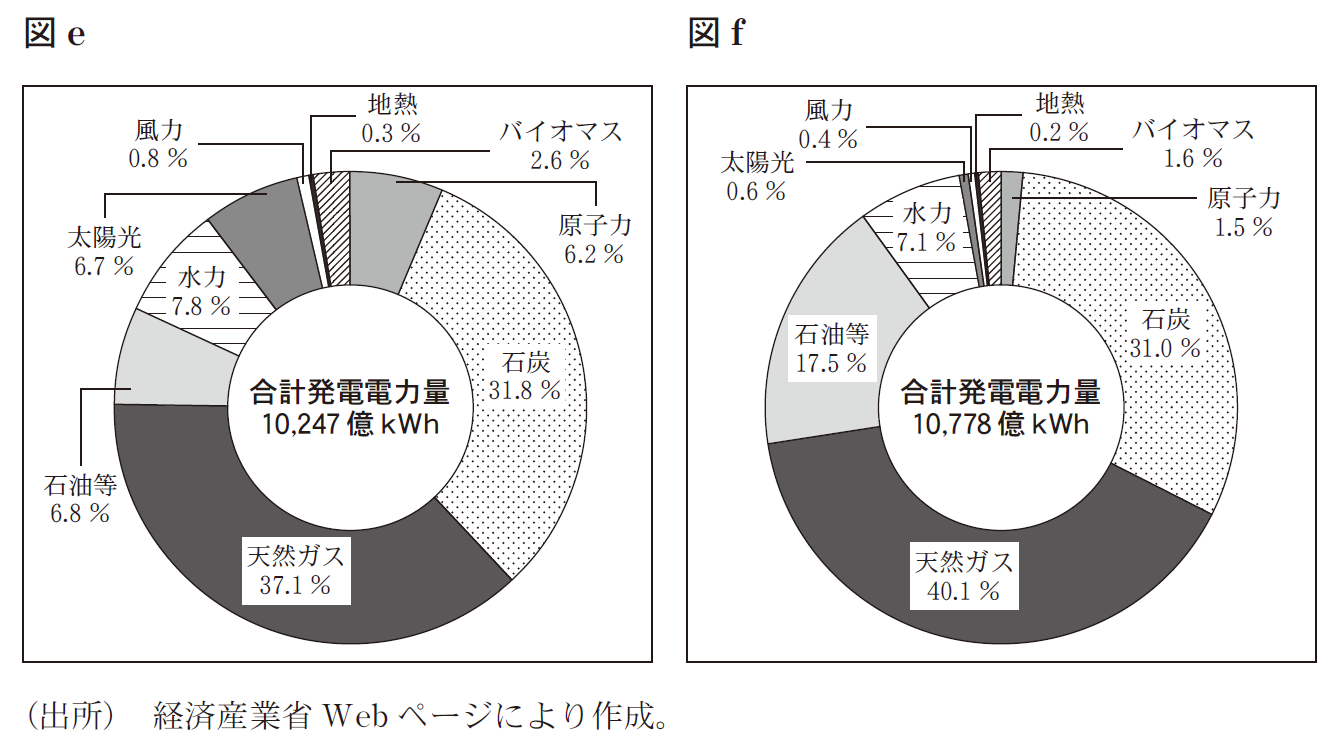 図 e
地熱
0.3 %
風力
0.8 %
バイオマス
2.6 %
太陽光
6.7 %
原子力
6.2 %
水力
7.8 %
石炭
31.8 %
合計発電電力量
10,247 億 kWh
石油等
6.8 %
天然ガス
37.1 %
図 f
地熱
0.2 %
風力
0.4 %
バイオマス
1.6 %
太陽光
0.6 %
原子力
1.5 %
水力
7.1 %
石油等
17.5 %
石炭
31.0 %
合計発電電力量
10,778 億 kWh
天然ガス
40.1 %
(出所) 経済産業省 Web ページにより作成。